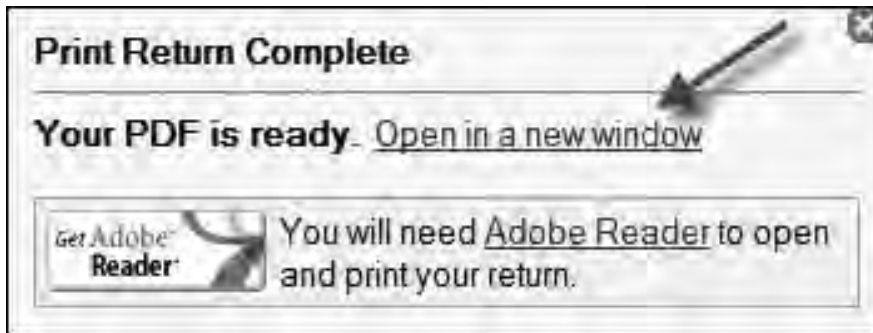 Print Return Complete
Your PDF is ready. Open in a new window
Get Adobe
Reader
You will need Adobe Reader to open
and print your return.